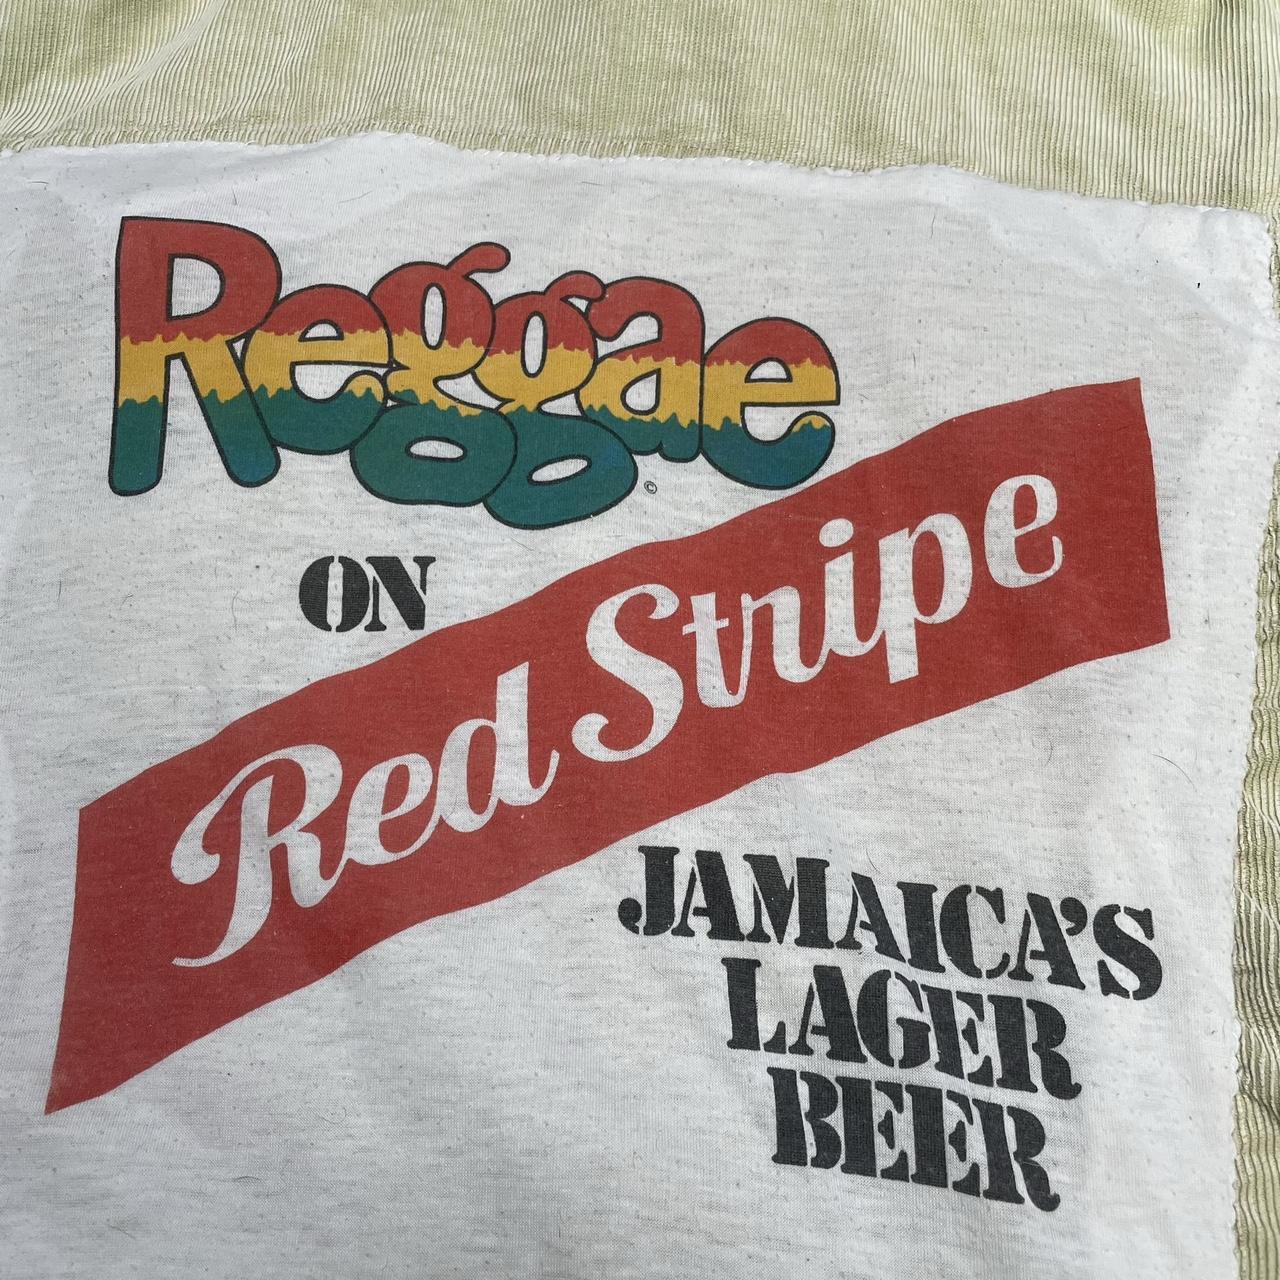 Reggae
©
ON
Red Stripe
JAMAICA'S
LAGER
BEER